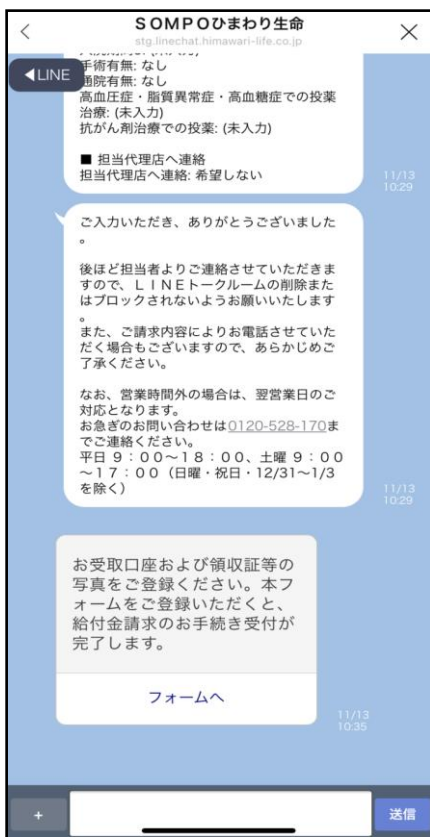 SOMPOひまわり生命
stg.linechat.himawari-life.co.jp
◀LINE
手術有無: なし
通院有無: なし
高血圧症・脂質異常症・高血糖症での投薬
治療: (未入力)
抗がん剤治療での投薬: (未入力)
■ 担当代理店へ連絡
担当代理店へ連絡: 希望しない
11/13
10:29
ご入力いただき、ありがとうございました
。
後ほど担当者よりご連絡させていただきま
すので、LINEトークルームの削除また
はブロックされないようお願いいたします
。
また、ご請求内容によりお電話させていた
だく場合もございますので、あらかじめご
了承ください。
なお、営業時間外の場合は、翌営業日のご
対応となります。
お急ぎのお問い合わせは0120-528-170ま
でご連絡ください。
平日 9:00~18:00、土曜 9:00
~17:00(日曜・祝日・12/31~1/3
を除く)
11/13
10:29
お受取口座および領収証等の
写真をご登録ください。本フ
ォームをご登録いただくと、
給付金請求のお手続き受付が
完了します。
フォームへ
11/13
10:35
+
送信